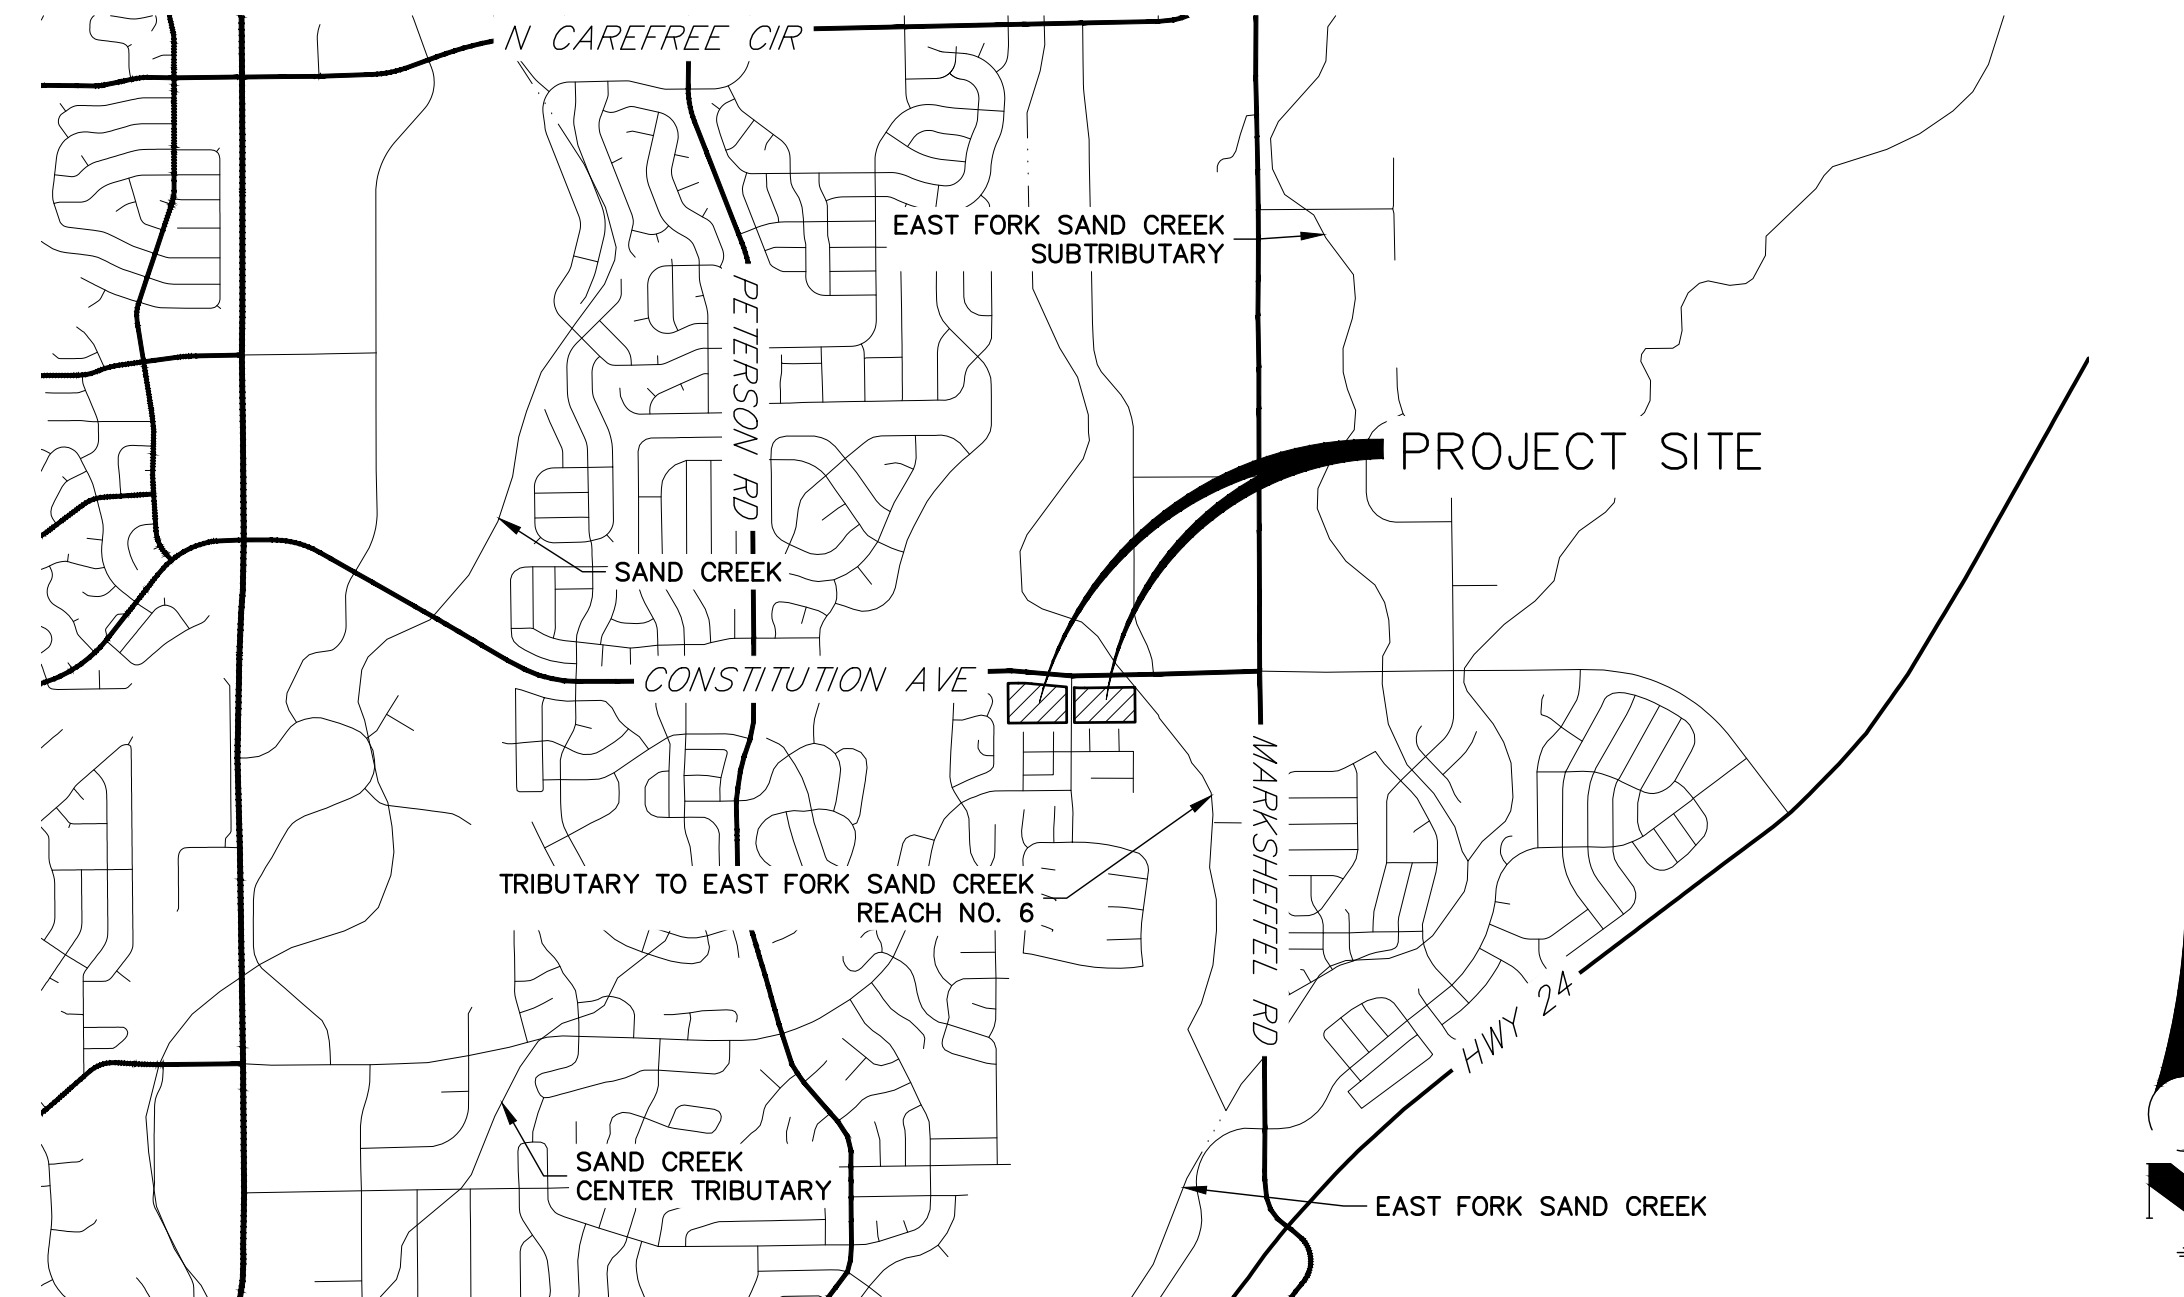 N CAREFREE CIR
EAST FORK SAND CREEK
SUBTRIBUTARY
PETERSON RD
PROJECT SITE
SAND CREEK
CONSTITUTION AVE
MARKSHEFFEL RD
TRIBUTARY TO EAST FORK SAND CREEK
REACH NO. 6
HWY 24
SAND CREEK
CENTER TRIBUTARY
EAST FORK SAND CREEK